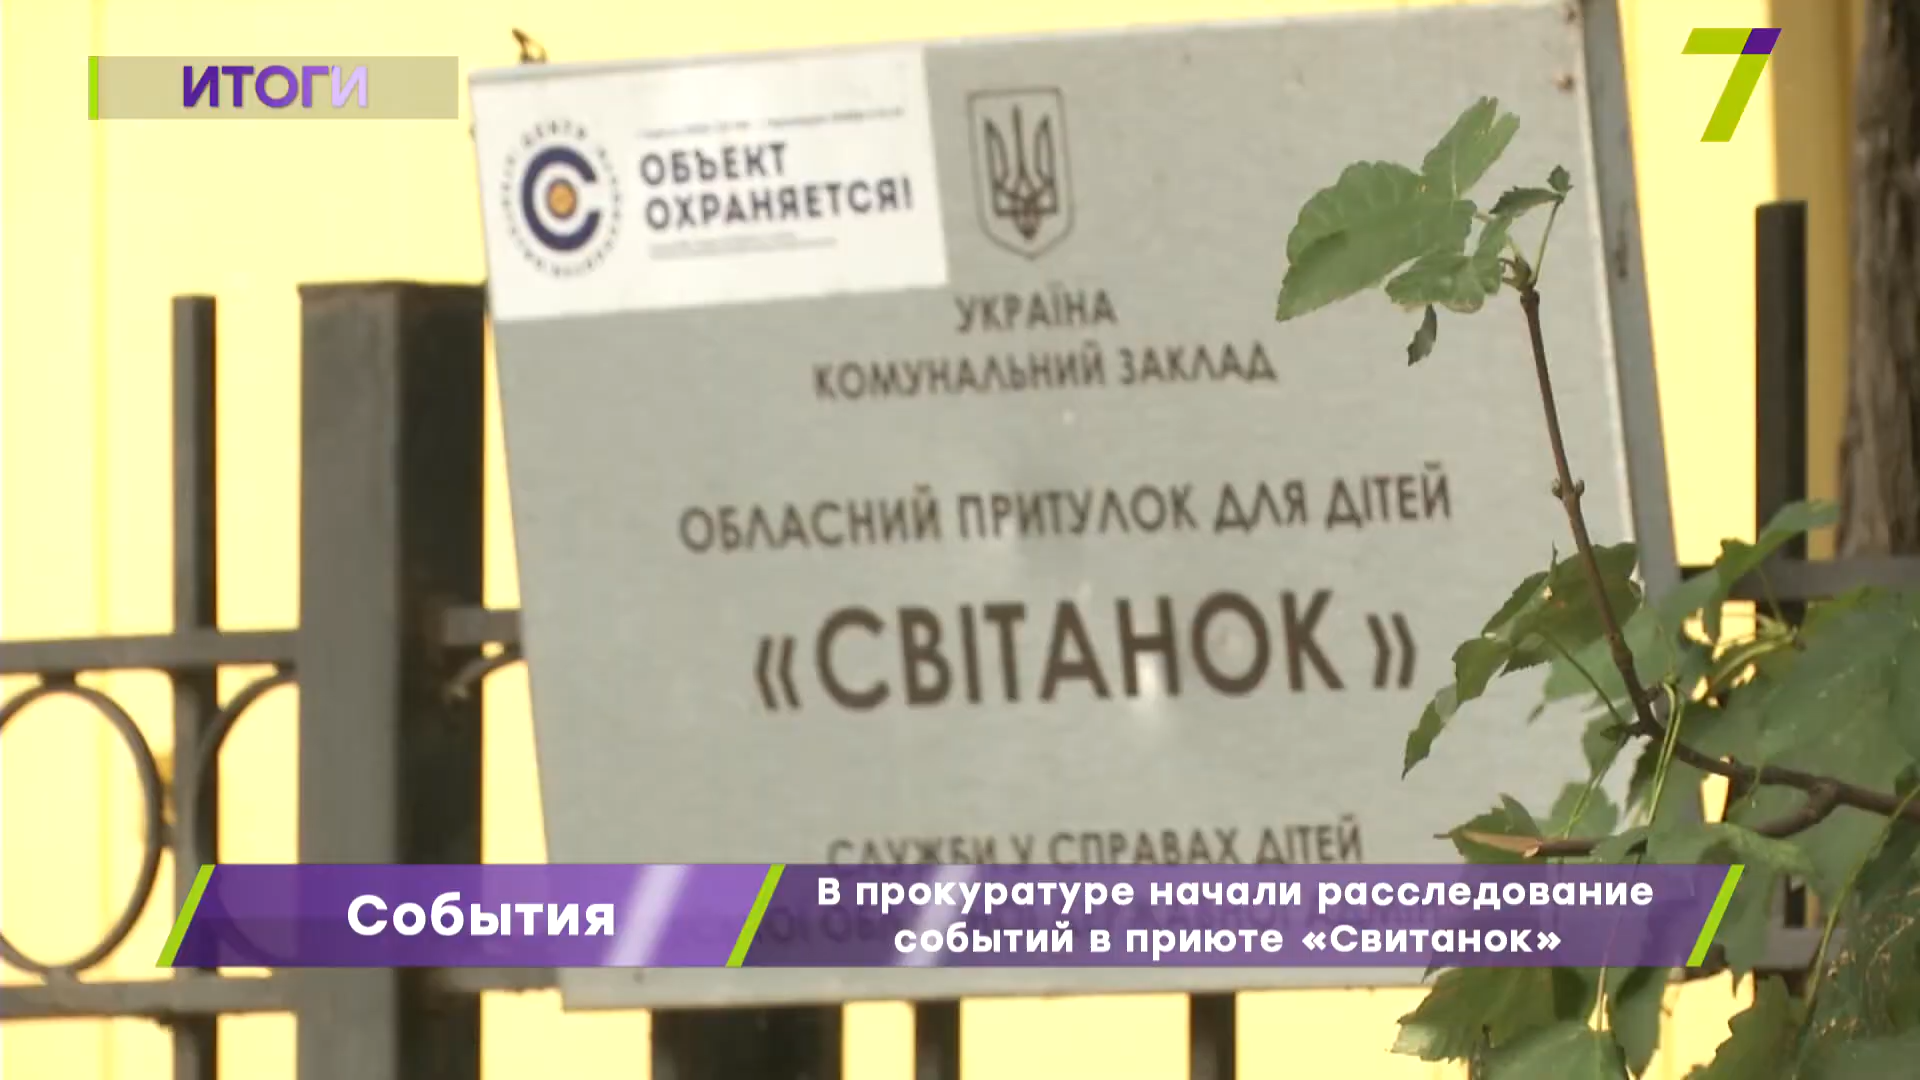 ИТОГИ
7
ОБЪЕКТ
ОХРАНЯЕТСЯ!
УКРАЇНА
КОМУНАЛЬНИЙ ЗАКЛАД
ОБЛАСНИЙ ПРИТУЛОК ДЛЯ ДІТЕЙ
«СВІТАНОК»
СЛУЖБИ У СПРАВАХ ДІТЕЙ
События
В прокуратуре начали расследование
событий в приюте «Свитанок»